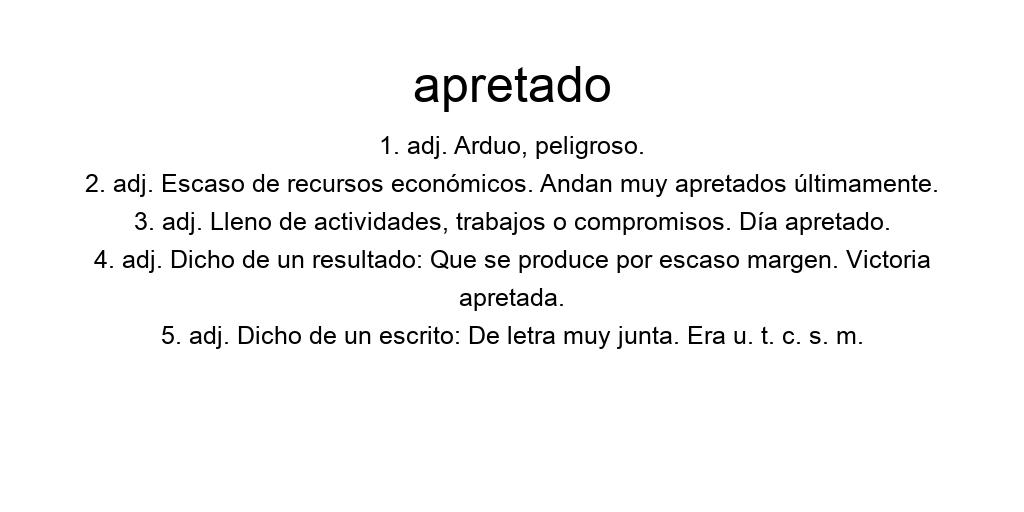 apretado
1. adj. Arduo, peligroso.
2. adj. Escaso de recursos económicos. Andan muy apretados últimamente.
3. adj. Lleno de actividades, trabajos o compromisos. Día apretado.
4. adj. Dicho de un resultado: Que se produce por escaso margen. Victoria
apretada.
5. adj. Dicho de un escrito: De letra muy junta. Era u. t. c. s. m.